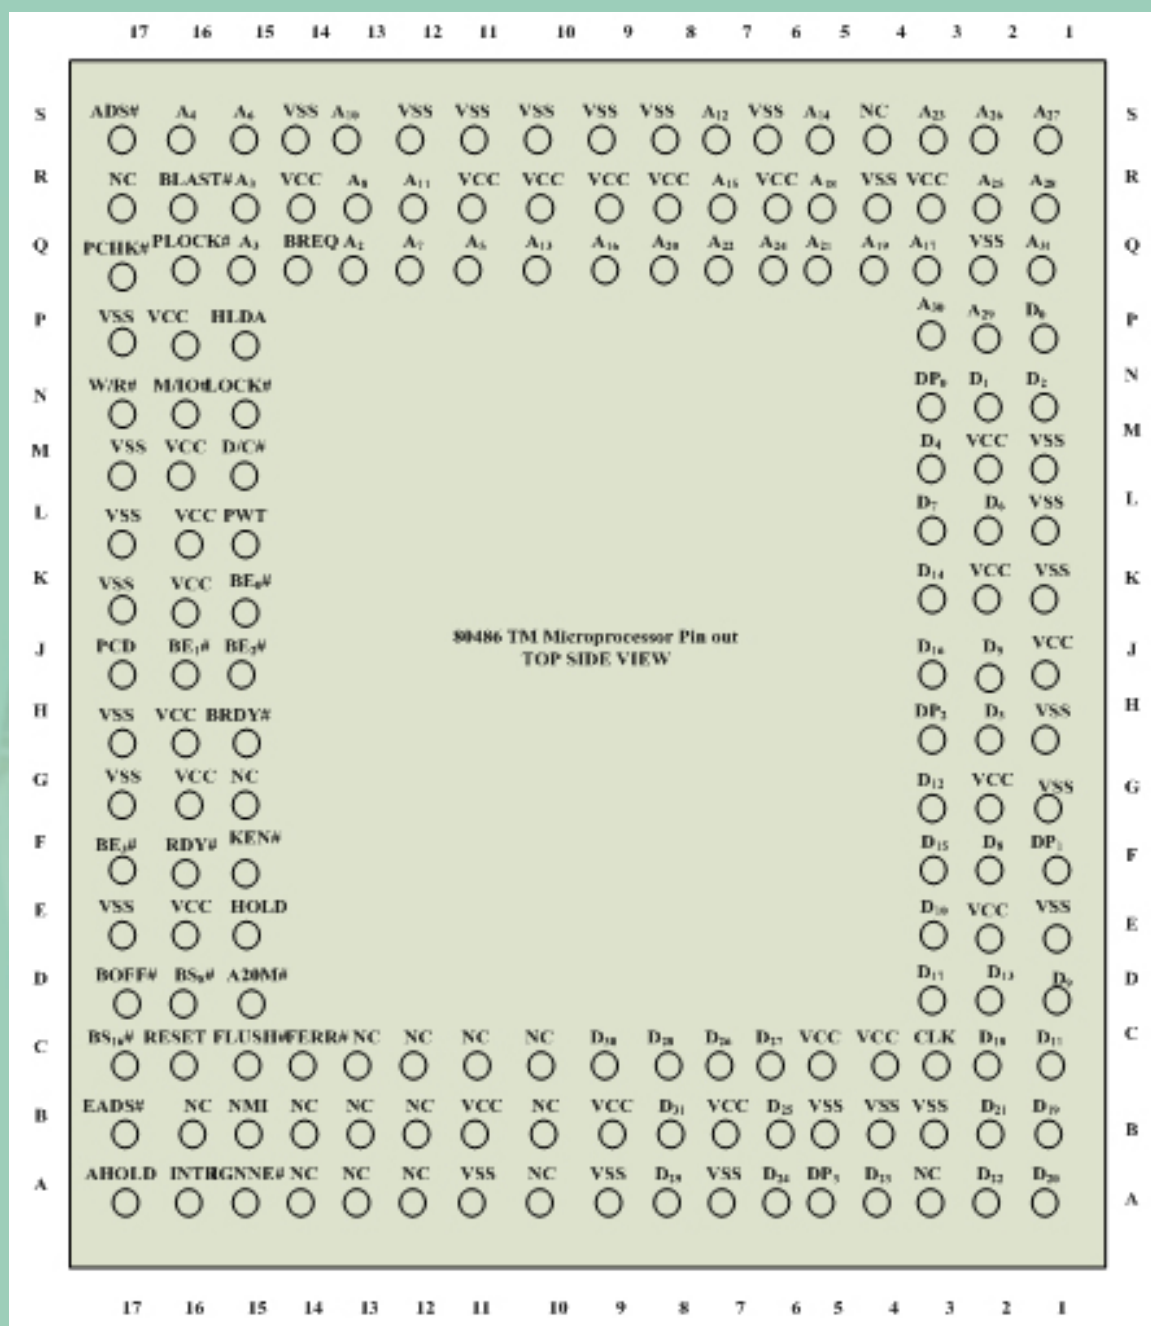 17 16 15 14 13 12 11 10 9 8 7 6 5 4 3 2 1
S ADS# A₄ A₆ VSS A₁₀ VSS VSS VSS VSS VSS A₁₂ VSS A₁₄ NC A₂₃ A₂₆ A₂₇ S
R NC BLAST# A₃ VCC A₈ A₁₁ VCC VCC VCC VCC A₁₅ VCC A₁₈ VSS VCC A₂₅ A₂₈ R
Q PCHK# PLOCK# A₃ BREQ A₂ A₇ A₅ A₁₃ A₁₆ A₂₀ A₂₂ A₂₄ A₂₁ A₁₉ A₁₇ VSS A₃₁ Q
P VSS VCC HLDA A₃₀ A₂₉ D₀ P
N W/R# M/IO# LOCK# DP₀ D₁ D₂ N
M VSS VCC D/C# D₄ VCC VSS M
L VSS VCC PWT D₇ D₆ VSS L
K VSS VCC BE₀# D₁₄ VCC VSS K
80486 TM Microprocessor Pin out
TOP SIDE VIEW
J PCD BE₁# BE₂# D₁₆ D₅ VCC J
H VSS VCC BRDY# DP₂ D₃ VSS H
G VSS VCC NC D₁₂ VCC VSS G
F BE₃# RDY# KEN# D₁₅ D₈ DP₁ F
E VSS VCC HOLD D₁₀ VCC VSS E
D BOFF# BS₈# A20M# D₁₇ D₁₃ D₉ D
C BS₁₆# RESET FLUSH# FERR# NC NC NC NC D₃₀ D₂₈ D₂₆ D₂₇ VCC VCC CLK D₁₈ D₁₁ C
B EADS# NC NMI NC NC NC VCC NC VCC D₃₁ VCC D₂₅ VSS VSS VSS D₂₁ D₁₉ B
A AHOLD INTR IGNNE# NC NC NC VSS NC VSS D₂₉ VSS D₂₄ DP₃ D₂₃ NC D₂₂ D₂₀ A
17 16 15 14 13 12 11 10 9 8 7 6 5 4 3 2 1